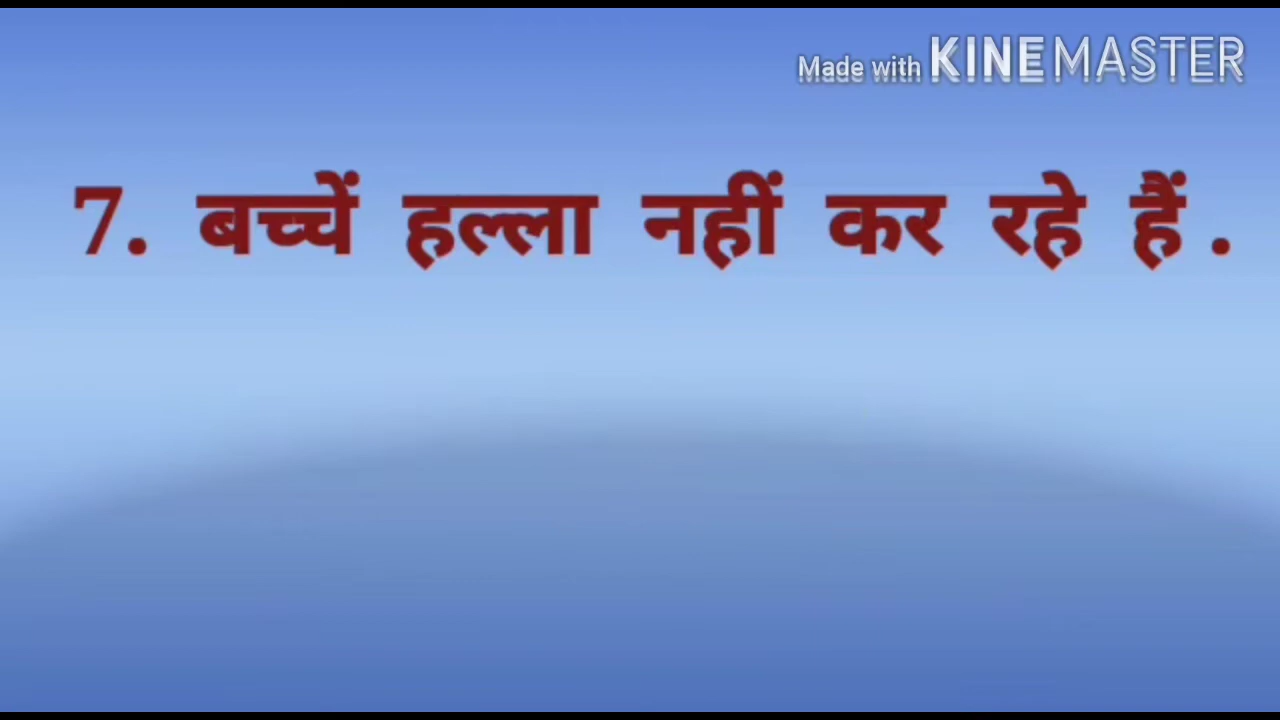 Made with KINEMASTER
7. बच्चें हल्ला नहीं कर रहे हैं .